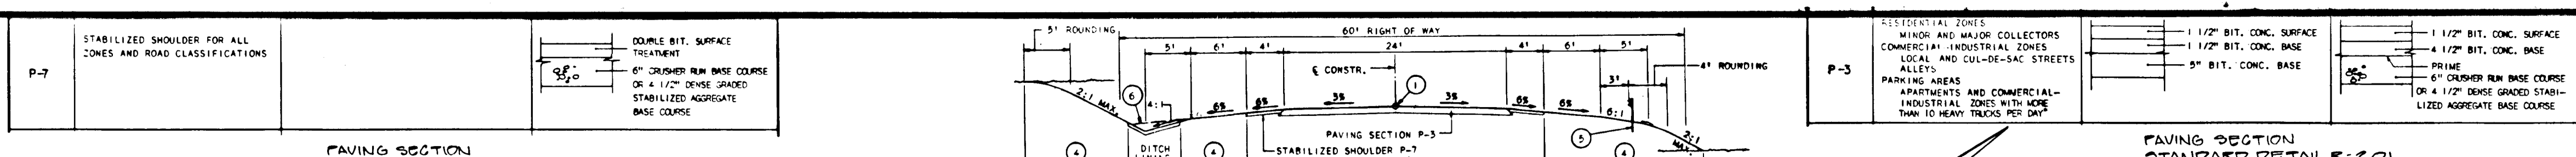 P-7
STABILIZED SHOULDER FOR ALL
ZONES AND ROAD CLASSIFICATIONS
DOUBLE BIT. SURFACE
TREATMENT
6" CRUSHER RUN BASE COURSE
OR 4 1/2" DENSE GRADED
STABILIZED AGGREGATE
BASE COURSE
PAVING SECTION
5' ROUNDING
60' RIGHT OF WAY
5' 6' 4' 24' 4' 6' 5'
℄ CONSTR.
3'
4' ROUNDING
2:1 MAX.
6
4:1
6% 6% 3% 1 3% 6% 6%
6:1
PAVING SECTION P-3
5
2:1
MAX.
4
DITCH
4
STABILIZED SHOULDER P-7
4
P-3
RESIDENTIAL ZONES
MINOR AND MAJOR COLLECTORS
COMMERCIAL-INDUSTRIAL ZONES
LOCAL AND CUL-DE-SAC STREETS
ALLEYS
PARKING AREAS
APARTMENTS AND COMMERCIAL-
INDUSTRIAL ZONES WITH MORE
THAN 10 HEAVY TRUCKS PER DAY*
1 1/2" BIT. CONC. SURFACE
1 1/2" BIT. CONC. BASE
5" BIT. CONC. BASE
1 1/2" BIT. CONC. SURFACE
4 1/2" BIT. CONC. BASE
PRIME
6" CRUSHER RUN BASE COURSE
OR 4 1/2" DENSE GRADED STABI-
LIZED AGGREGATE BASE COURSE
PAVING SECTION
STANDARD DETAIL